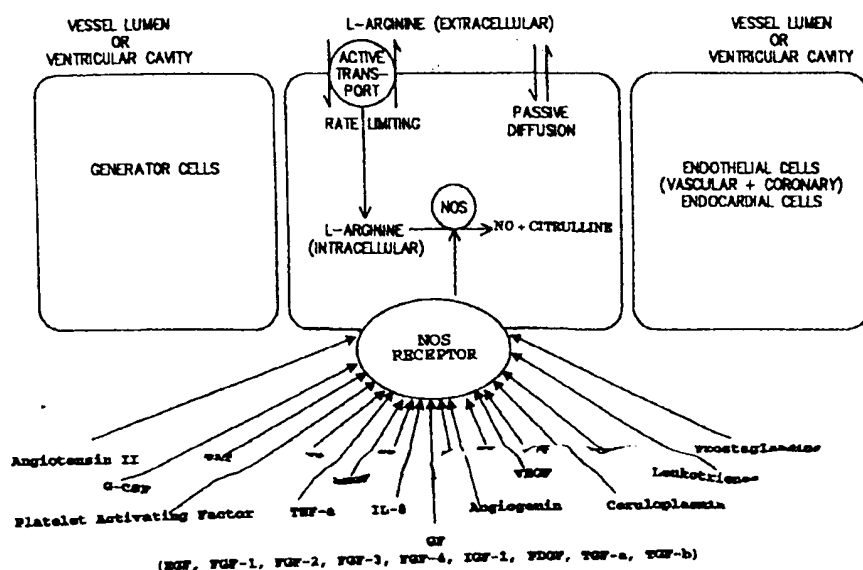 VESSEL LUMEN
OR
VENTRICULAR CAVITY
L-ARGININE (EXTRACELLULAR)
VESSEL LUMEN
OR
VENTRICULAR CAVITY
ACTIVE
TRANS-
PORT
RATE LIMITING
PASSIVE
DIFFUSION
GENERATOR CELLS
ENDOTHELIAL CELLS
(VASCULAR + CORONARY)
ENDOCARDIAL CELLS
NOS
L-ARGININE
(INTRACELLULAR)
NO + CITRULLINE
NOS
RECEPTOR
Angiotensin II
Prostaglandins
G-CSF
VEGF
Leukotrienes
Platelet Activating Factor
TNF-a
IL-8
Angiogenin
Ceruloplasmin
GF
(EGF, FGF-1, FGF-2, FGF-3, FGF-4, IGF-1, PDGF, TGF-a, TGF-b)